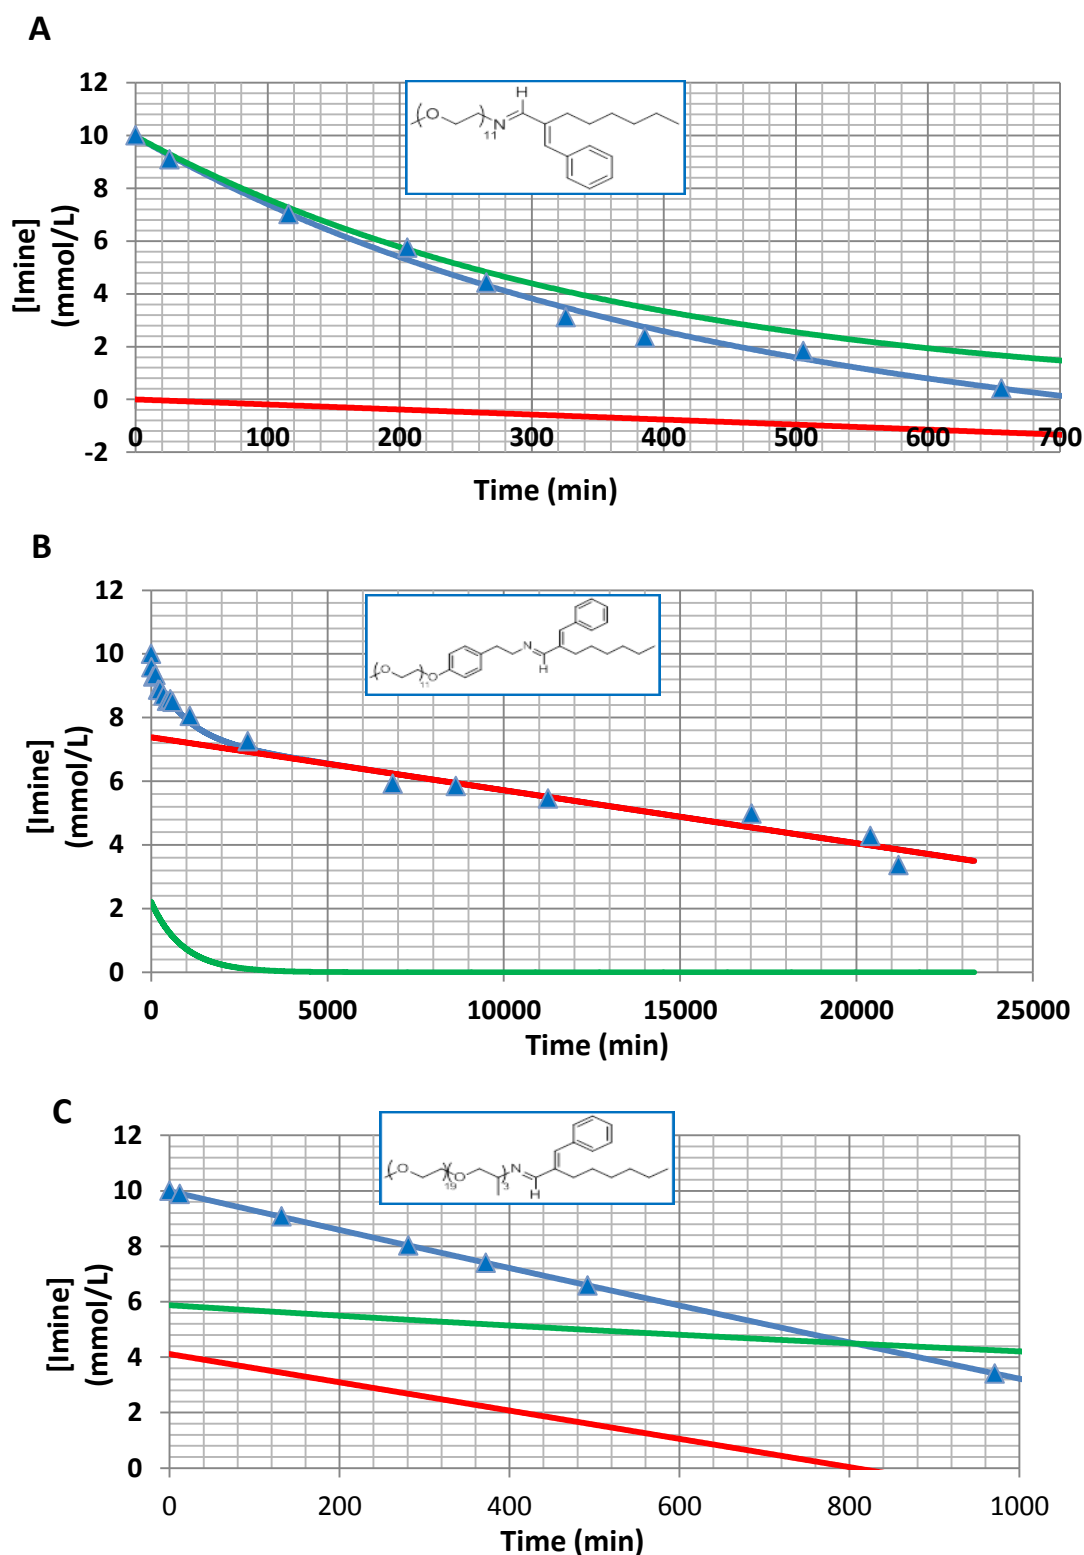 A
12
10
8
6
4
2
0
-2
[Imine]
(mmol/L)
0 100 200 300 400 500 600 700
Time (min)
H
O
11
N
B
12
10
8
6
4
2
0
[Imine]
(mmol/L)
0 5000 10000 15000 20000 25000
Time (min)
N
H
O
11
O
C
12
10
8
6
4
2
0
[Imine]
(mmol/L)
0 200 400 600 800 1000
Time (min)
O
19
O
3
N
H